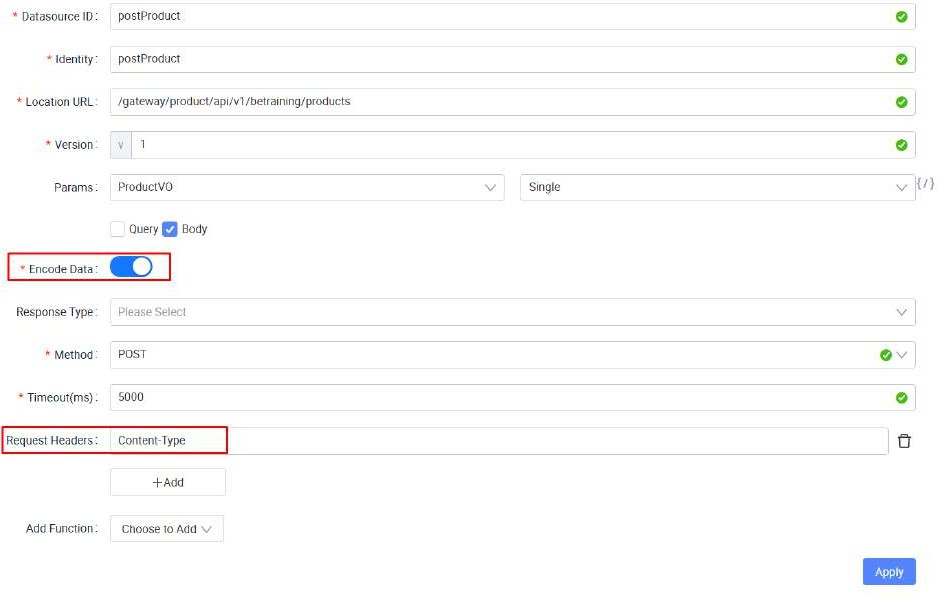 * Datasource ID: postProduct
* Identity: postProduct
* Location URL: /gateway/product/api/v1/betraining/products
* Version: v 1
Params: ProductVO Single {/}
Query Body
* Encode Data:
Response Type: Please Select
* Method: POST
* Timeout(ms): 5000
Request Headers: Content-Type
+Add
Add Function: Choose to Add
Apply